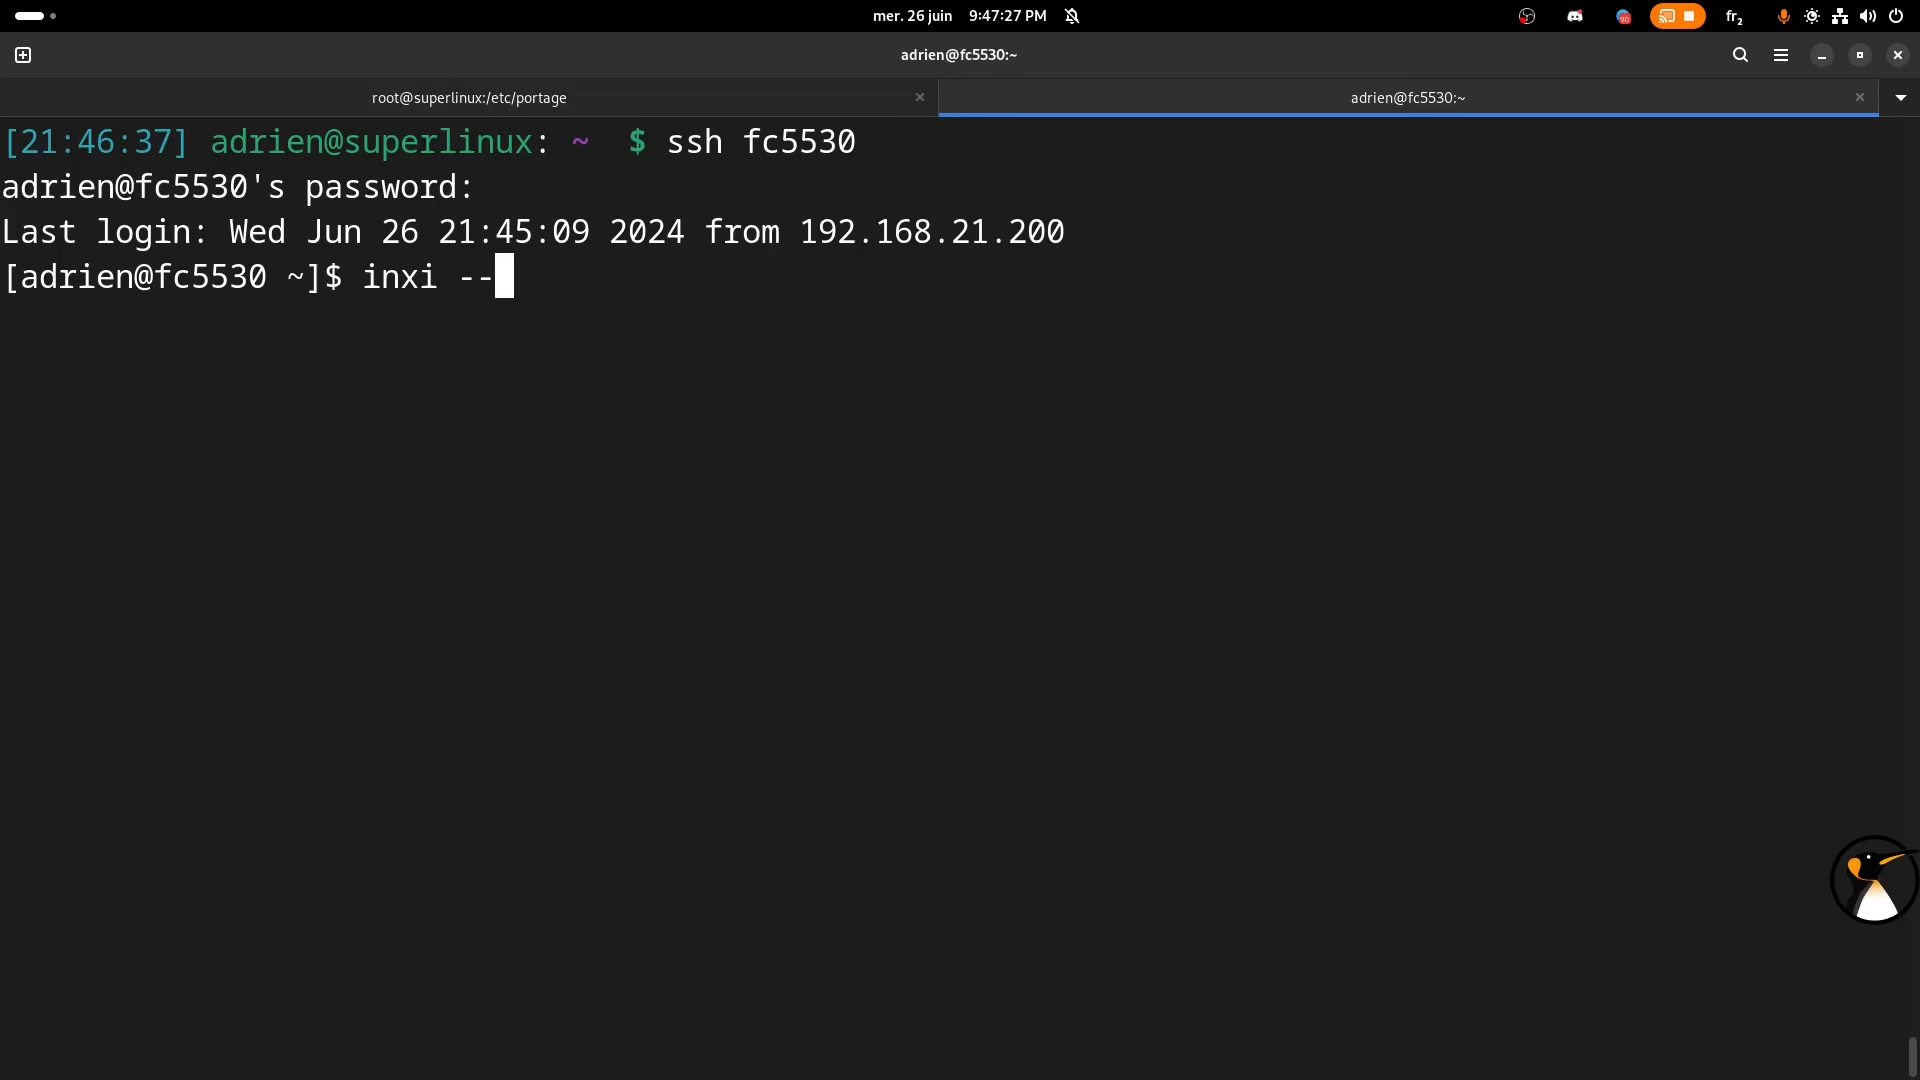 mer. 26 juin 9:47:27 PM
90
fr2
adrien@fc5530:~
root@superlinux:/etc/portage
adrien@fc5530:~
[21:46:37] adrien@superlinux: ~ $ ssh fc5530
adrien@fc5530's password:
Last login: Wed Jun 26 21:45:09 2024 from 192.168.21.200
[adrien@fc5530 ~]$ inxi --